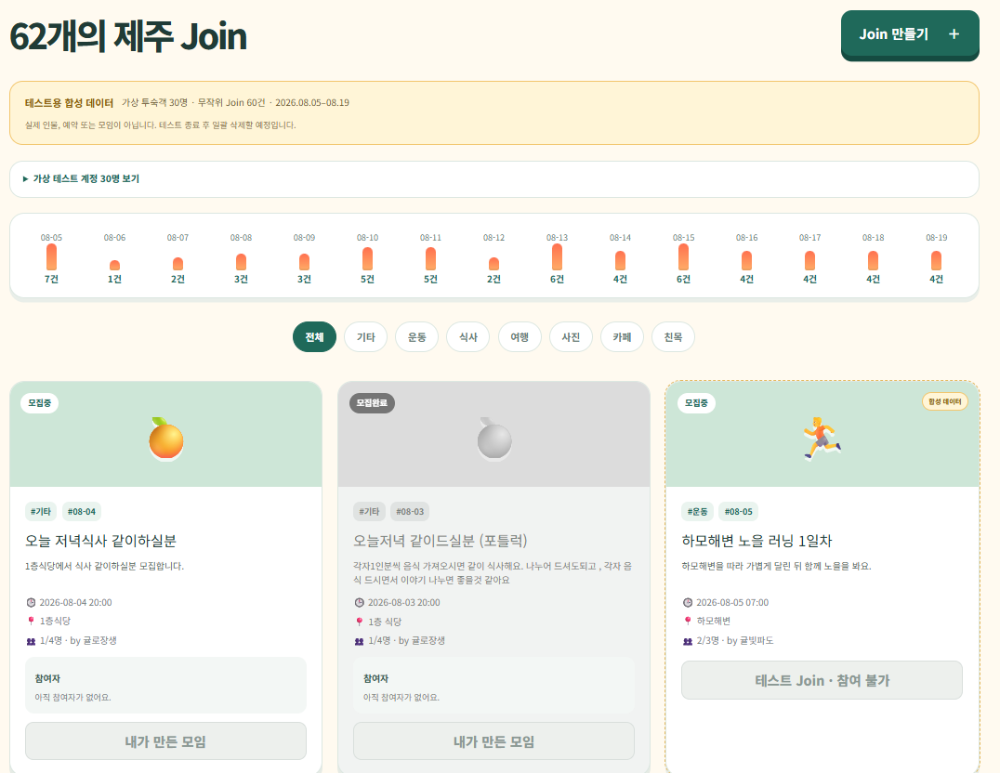 62개의 제주 Join
Join 만들기 +
테스트용 합성 데이터 가상 투숙객 30명 · 무작위 Join 60건 · 2026.08.05–08.19
실제 인물, 예약 또는 모임이 아닙니다. 테스트 종료 후 일괄 삭제할 예정입니다.
▶ 가상 테스트 계정 30명 보기
08-05 08-06 08-07 08-08 08-09 08-10 08-11 08-12 08-13 08-14 08-15 08-16 08-17 08-18 08-19
7건 1건 2건 3건 3건 5건 5건 2건 6건 4건 6건 4건 4건 4건 4건
전체 기타 운동 식사 여행 사진 카페 친목
모집중
#기타 #08-04
오늘 저녁식사 같이하실분
1층식당에서 식사 같이하실분 모집합니다.
2026-08-04 20:00
1층식당
1/4명 · by 귤로장생
참여자
아직 참여자가 없어요.
내가 만든 모임
모집완료
#기타 #08-03
오늘저녁 같이드실분 (포틀럭)
각자1인분씩 음식 가져오시면 같이 식사해요. 나누어 드셔도되고 , 각자 음
식 드시면서 이야기 나누면 좋을것 같아요
2026-08-03 20:00
1층 식당
1/4명 · by 귤로장생
참여자
아직 참여자가 없어요.
내가 만든 모임
모집중
합성 데이터
#운동 #08-05
하모해변 노을 러닝 1일차
하모해변을 따라 가볍게 달린 뒤 함께 노을을 봐요.
2026-08-05 07:00
하모해변
2/3명 · by 귤빛파도
테스트 Join · 참여 불가